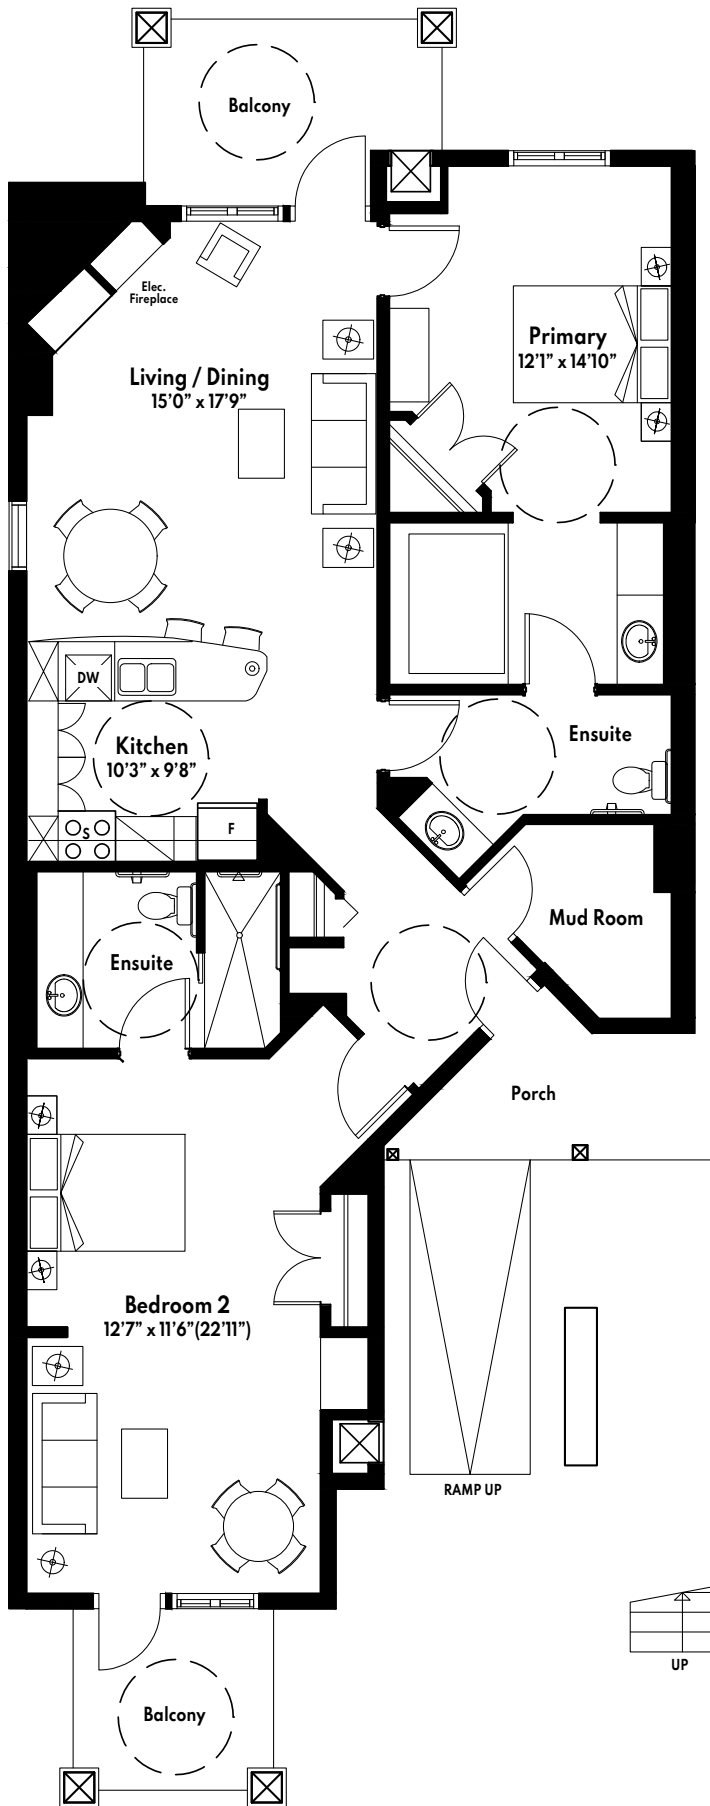 Balcony
Elec.
Fireplace
Primary
12'1" x 14'10"
Living / Dining
15'0" x 17'9"
DW
Kitchen
10'3" x 9'8"
Ensuite
S
F
Mud Room
Ensuite
Porch
Bedroom 2
12'7" x 11'6"(22'11")
RAMP UP
UP
Balcony